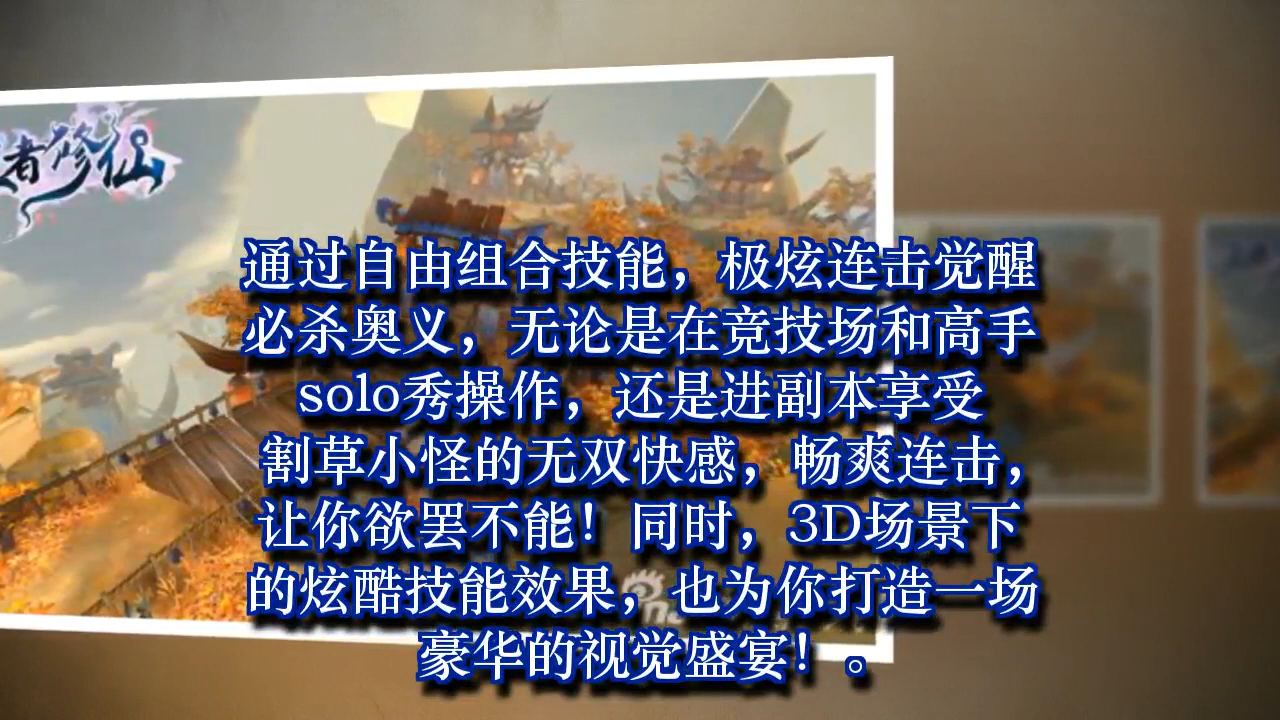 者修仙
通过自由组合技能，极炫连击觉醒
必杀奥义，无论是在竞技场和高手
solo秀操作，还是进副本享受
割草小怪的无双快感，畅爽连击，
让你欲罢不能！同时，3D场景下
的炫酷技能效果，也为你打造一场
豪华的视觉盛宴！。